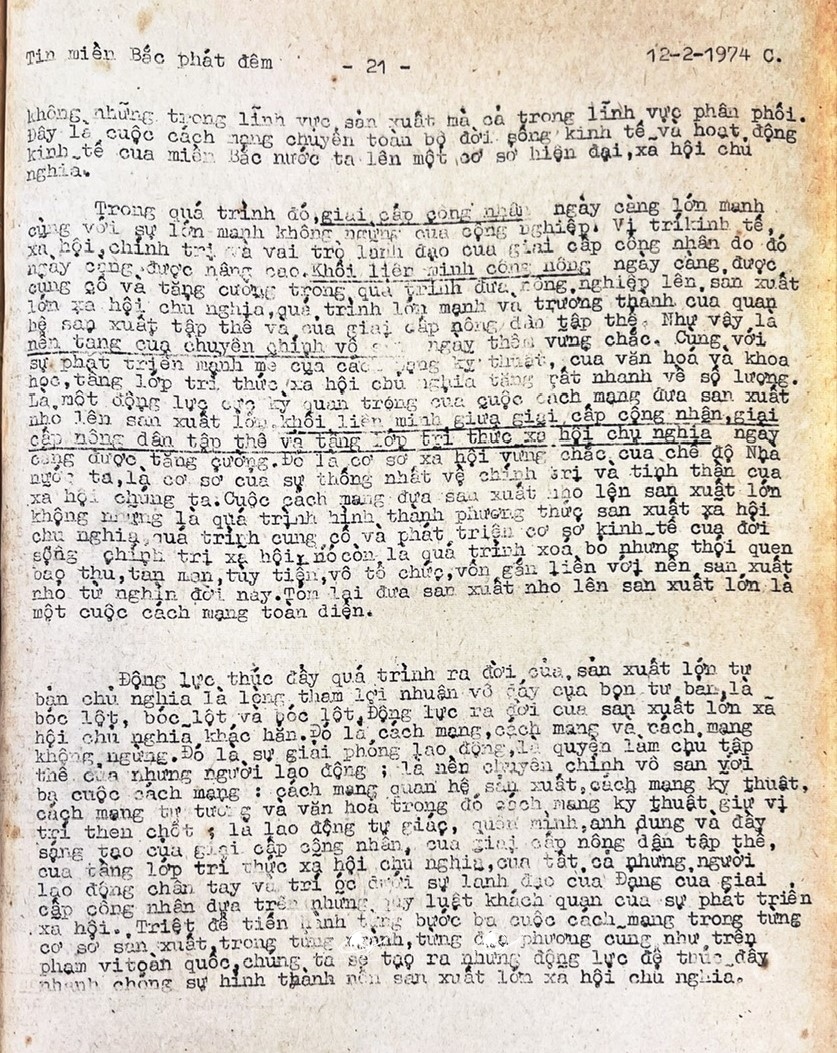 Tin miền Bắc phát đêm
- 21 -
12-2-1974 C.
không những trong lĩnh vực sản xuất mà cả trong lĩnh vực phân phối.
Đây là cuộc cách mạng chuyển toàn bộ đời sống kinh tế và hoạt động
kinh tế của miền Bắc nước ta lên một cơ sở hiện đại,xã hội chủ
nghĩa.
Trong quá trình đó,giai cấp công nhân ngày càng lớn mạnh
cùng với sự lớn mạnh không ngừng của công nghiệp. Vị trí kinh tế,
xã hội,chính trị và vai trò lãnh đạo của giai cấp công nhân do đó
ngày càng được nâng cao.Khối liên minh công nông ngày càng được
củng cố và tăng cường trong quá trình đưa nông nghiệp lên sản xuất
lớn xã hội chủ nghĩa,quá trình lớn mạnh và trưởng thành của quan
hệ sản xuất tập thể và của giai cấp nông dân tập thể. Như vậy là
nền tảng của chuyên chính vô sản ngày thêm vững chắc. Cùng với
sự phát triển mạnh mẽ của cách mạng kỹ thuật, của văn hoá và khoa
học,tầng lớp trí thức xã hội chủ nghĩa tăng rất nhanh về số lượng.
Là một động lực cực kỳ quan trọng của cuộc cách mạng đưa sản xuất
nhỏ lên sản xuất lớn,khối liên minh giữa giai cấp công nhân,giai
cấp nông dân tập thể và tầng lớp trí thức xã hội chủ nghĩa ngày
càng được tăng cường.Đó là cơ sở xã hội vững chắc của chế độ Nhà
nước ta,là cơ sở của sự thống nhất về chính trị và tinh thần của
xã hội chúng ta.Cuộc cách mạng đưa sản xuất nhỏ lên sản xuất lớn
không những là quá trình hình thành phương thức sản xuất xã hội
chủ nghĩa,quá trình củng cố và phát triển cơ sở kinh tế của đời
sống chính trị xã hội,nó còn là quá trình xoá bỏ những thói quen
bảo thủ,tản mạn,tùy tiện,vô tổ chức,vốn gắn liền với nền sản xuất
nhỏ từ nghìn đời nay.Tóm lại đưa sản xuất nhỏ lên sản xuất lớn là
một cuộc cách mạng toàn diện.
Động lực thúc đẩy quá trình ra đời của sản xuất lớn tư
bản chủ nghĩa là lòng tham lợi nhuận vô đáy của bọn tư bản,là
bóc lột, bóc lột và bóc lột.Động lực ra đời của sản xuất lớn xã
hội chủ nghĩa khác hẳn.Đó là cách mạng,cách mạng và cách mạng
không ngừng.Đó là sự giải phóng lao động,là quyền làm chủ tập
thể của những người lao động ; là nền chuyên chính vô sản với
ba cuộc cách mạng : cách mạng quan hệ sản xuất,cách mạng kỹ thuật,
cách mạng tư tưởng và văn hoá trong đó cách mạng kỹ thuật giữ vị
trí then chốt ; là lao động tự giác, quên mình,anh dũng và đầy
sáng tạo của giai cấp công nhân, của giai cấp nông dân tập thể,
của tầng lớp trí thức xã hội chủ nghĩa,của tất cả những người
lao động chân tay và trí óc dưới sự lãnh đạo của Đảng của giai
cấp công nhân dựa trên những quy luật khách quan của sự phát triển
xã hội. Triệt để tiến hành từng bước ba cuộc cách mạng trong từng
cơ sở sản xuất,trong từng ngành,từng địa phương cũng như trên
phạm vi toàn quốc,chúng ta sẽ tạo ra những động lực để thúc đẩy
nhanh chóng sự hình thành nền sản xuất lớn xã hội chủ nghĩa.